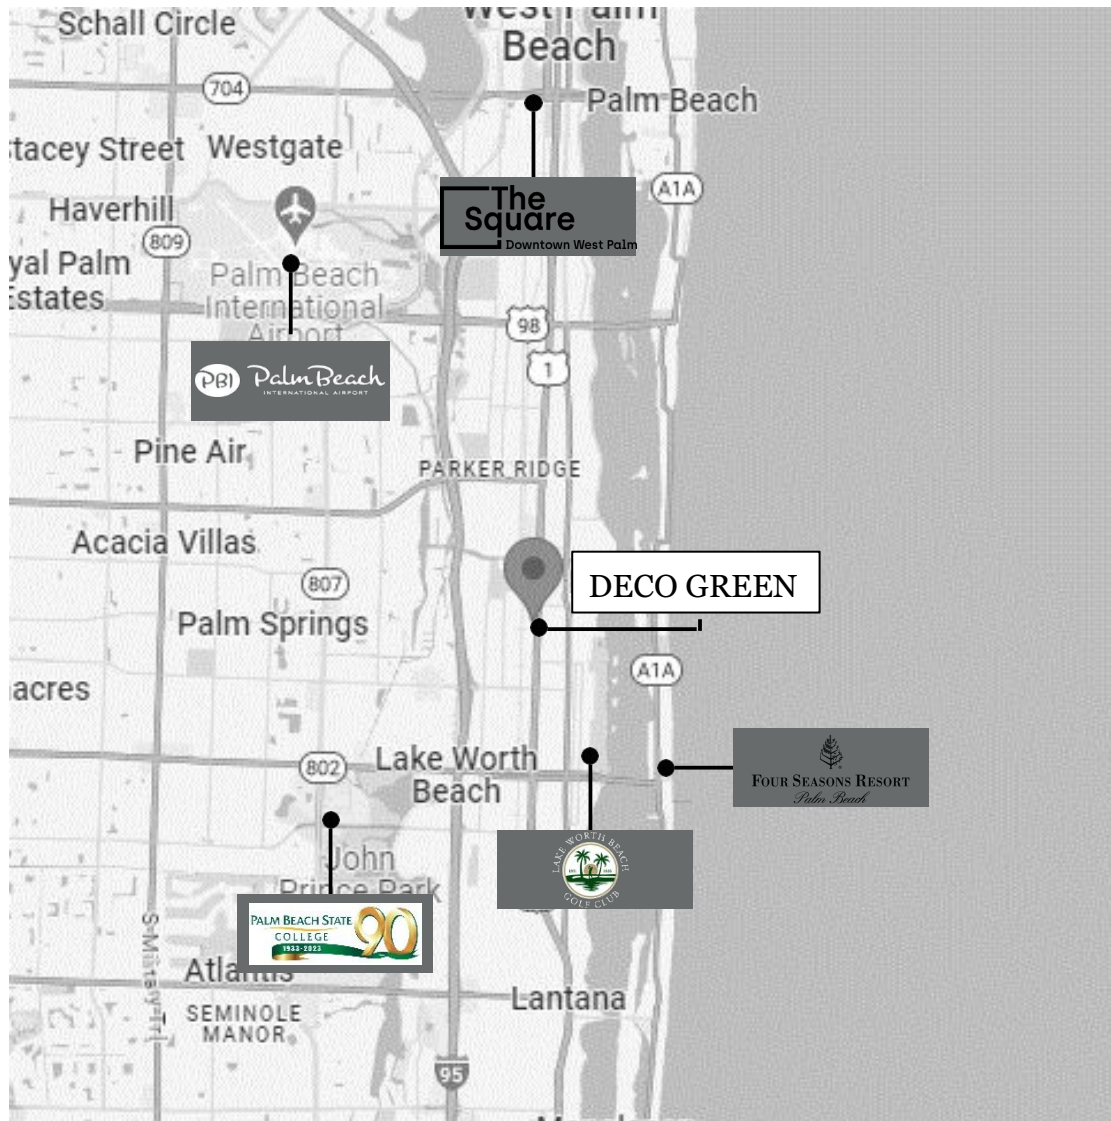 Schall Circle
West Palm
Beach
704
Palm Beach
stacey Street
Westgate
The
Square
Downtown West Palm
A1A
Haverhill
809
yal Palm
Estates
Palm Beach
International
Airport
98
1
PBI
Palm Beach
INTERNATIONAL AIRPORT
Pine Air
PARKER RIDGE
Acacia Villas
807
DECO GREEN
Palm Springs
A1A
acres
802
Lake Worth
Beach
FOUR SEASONS RESORT
Palm Beach
John
Prince Park
LAKE WORTH BEACH
GOLF CLUB
PALM BEACH STATE
COLLEGE
1933-2023
90
Atlantis
S Military Trl
Lantana
SEMINOLE
MANOR
95